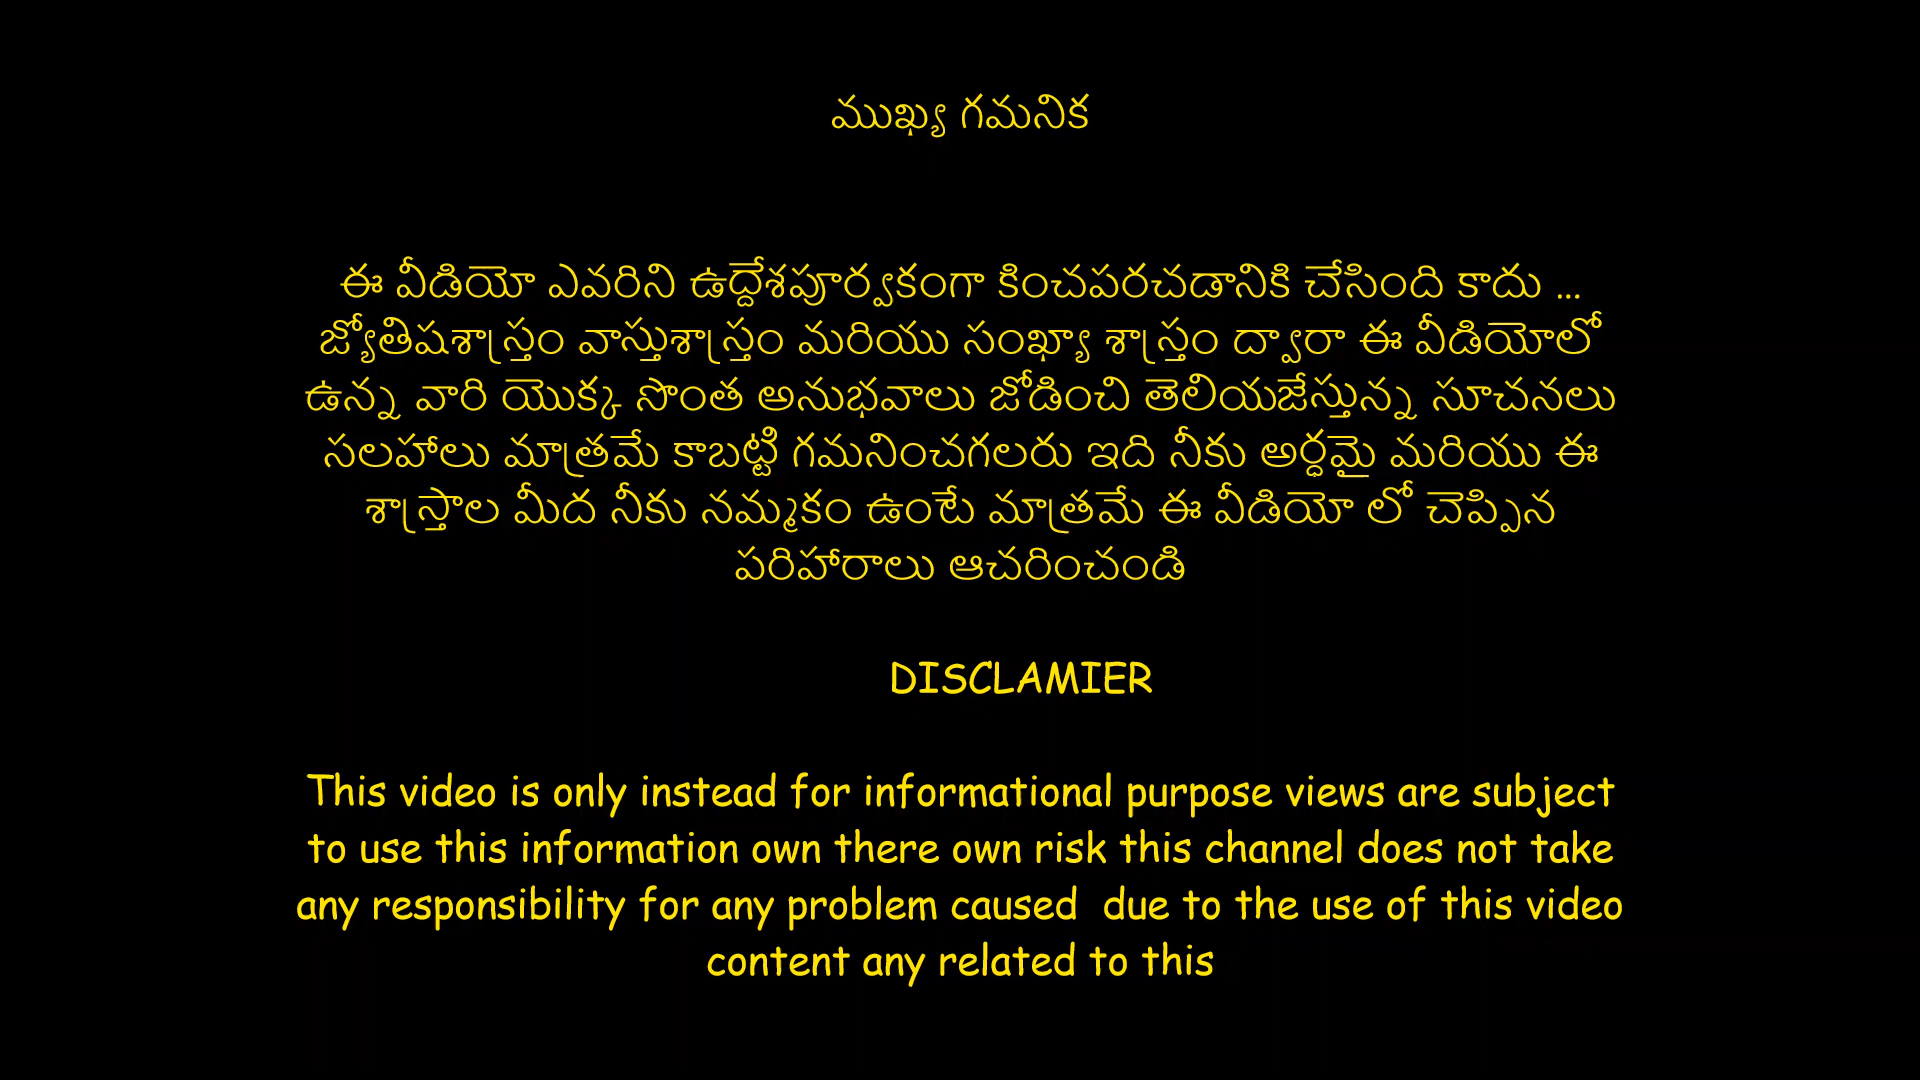 ముఖ్య గమనిక
ఈ వీడియో ఎవరిని ఉద్దేశపూర్వకంగా కించపరచడానికి చేసింది కాదు ...
జ్యోతిషశాస్త్రం వాస్తుశాస్త్రం మరియు సంఖ్యా శాస్త్రం ద్వారా ఈ వీడియోలో
ఉన్న వారి యొక్క సొంత అనుభవాలు జోడించి తెలియజేస్తున్న సూచనలు
సలహాలు మాత్రమే కాబట్టి గమనించగలరు ఇది నీకు అర్ధమై మరియు ఈ
శాస్త్రాల మీద నీకు నమ్మకం ఉంటే మాత్రమే ఈ వీడియో లో చెప్పిన
పరిహారాలు ఆచరించండి
DISCLAMIER
This video is only instead for informational purpose views are subject
to use this information own there own risk this channel does not take
any responsibility for any problem caused  due to the use of this video
content any related to this